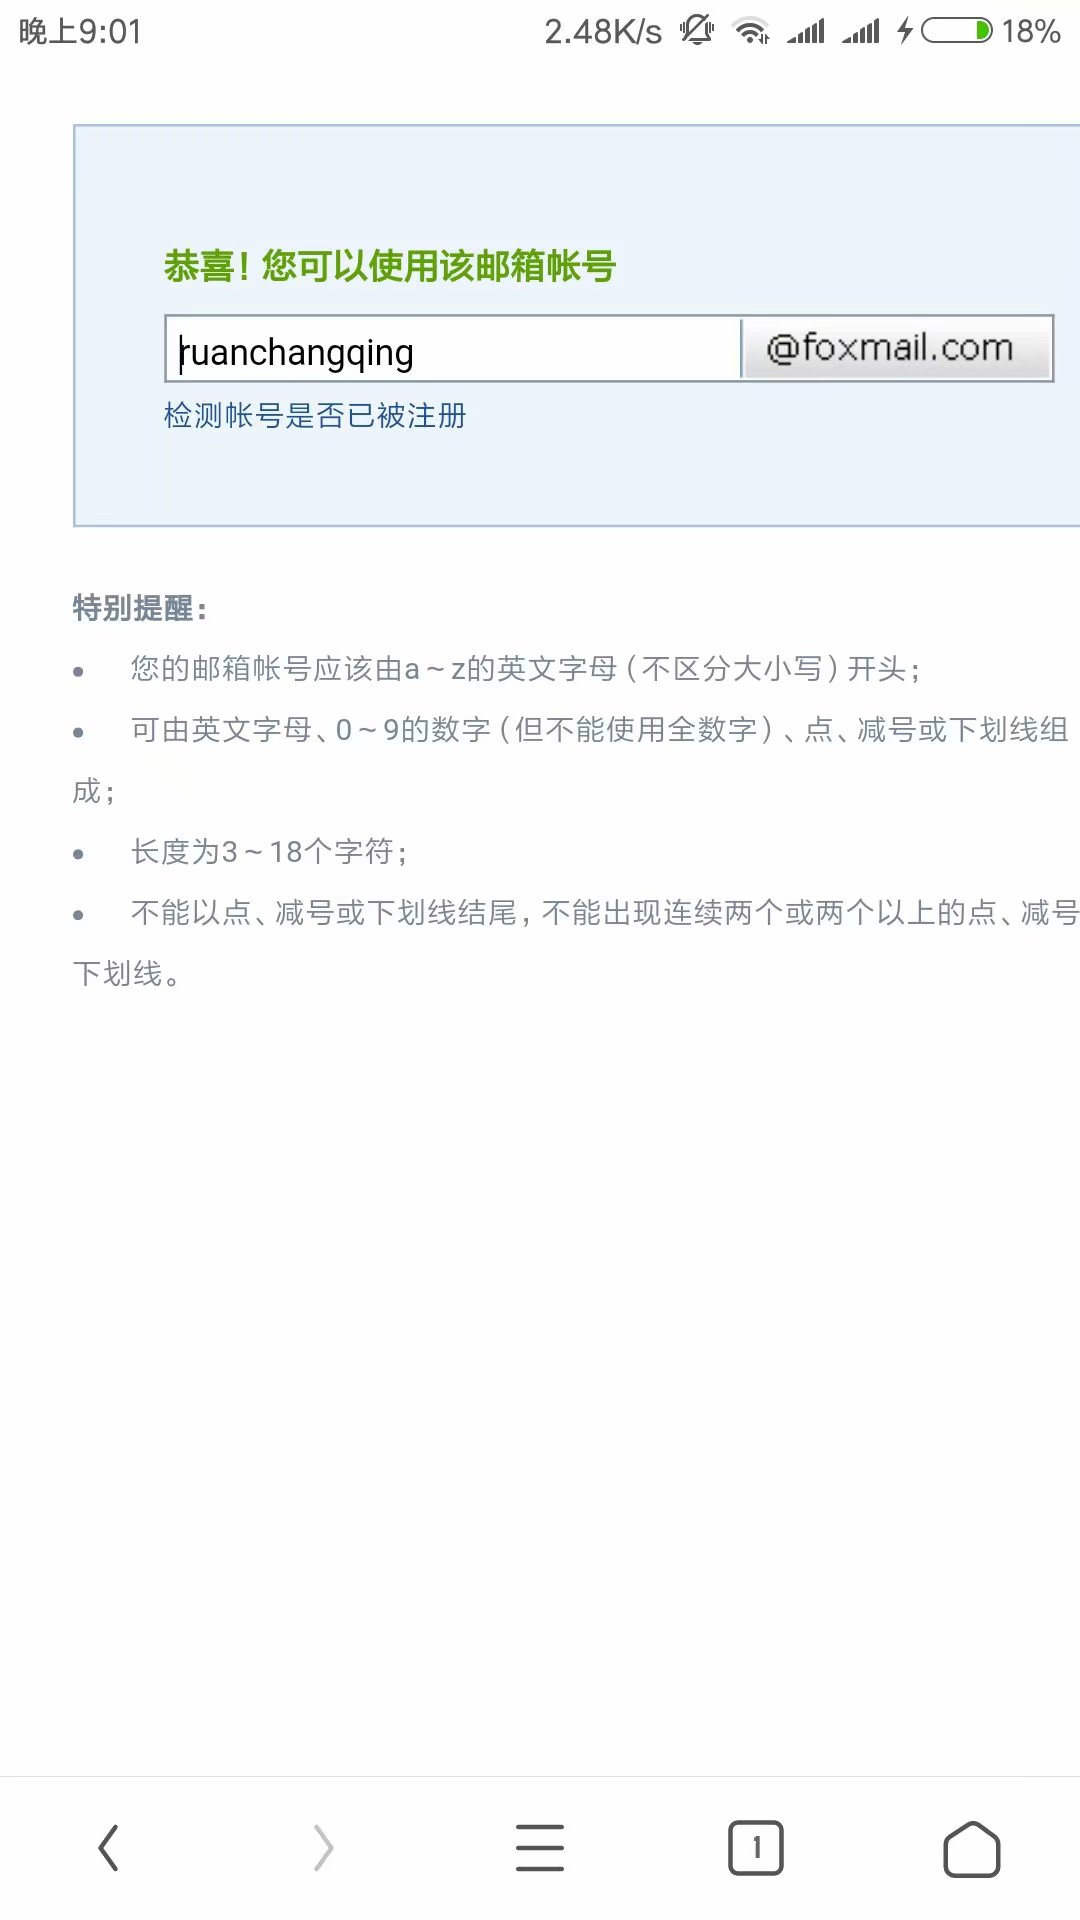 晚上9:01
2.48K/s
18%
恭喜！您可以使用该邮箱帐号
ruanchangqing
@foxmail.com
检测帐号是否已被注册
特别提醒：
• 您的邮箱帐号应该由a～z的英文字母（不区分大小写）开头；
• 可由英文字母、0～9的数字（但不能使用全数字）、点、减号或下划线组
成；
• 长度为3～18个字符；
• 不能以点、减号或下划线结尾，不能出现连续两个或两个以上的点、减号
下划线。
1